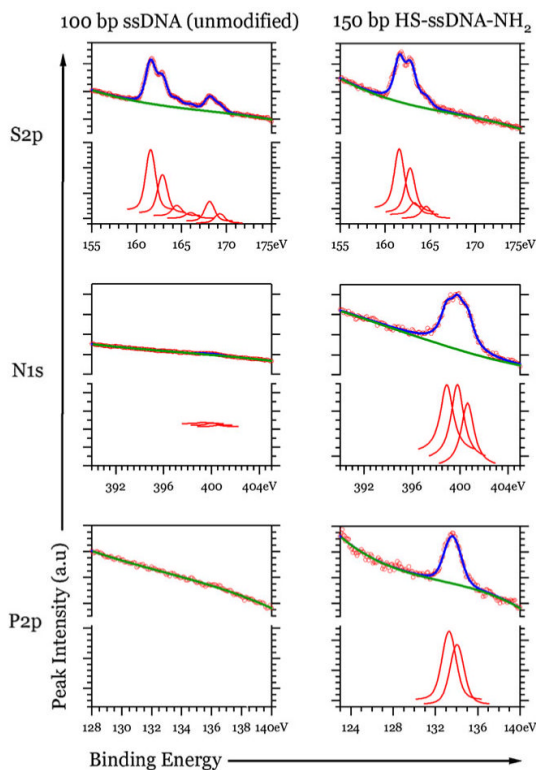 100 bp ssDNA (unmodified) 150 bp HS-ssDNA-NH₂
S2p
155 160 165 170 175eV 155 160 165 170 175eV
N1s
392 396 400 404eV 392 396 400 404eV
P2p
128 130 132 134 136 138 140eV 124 128 132 136 140eV
Peak Intensity (a.u)
Binding Energy